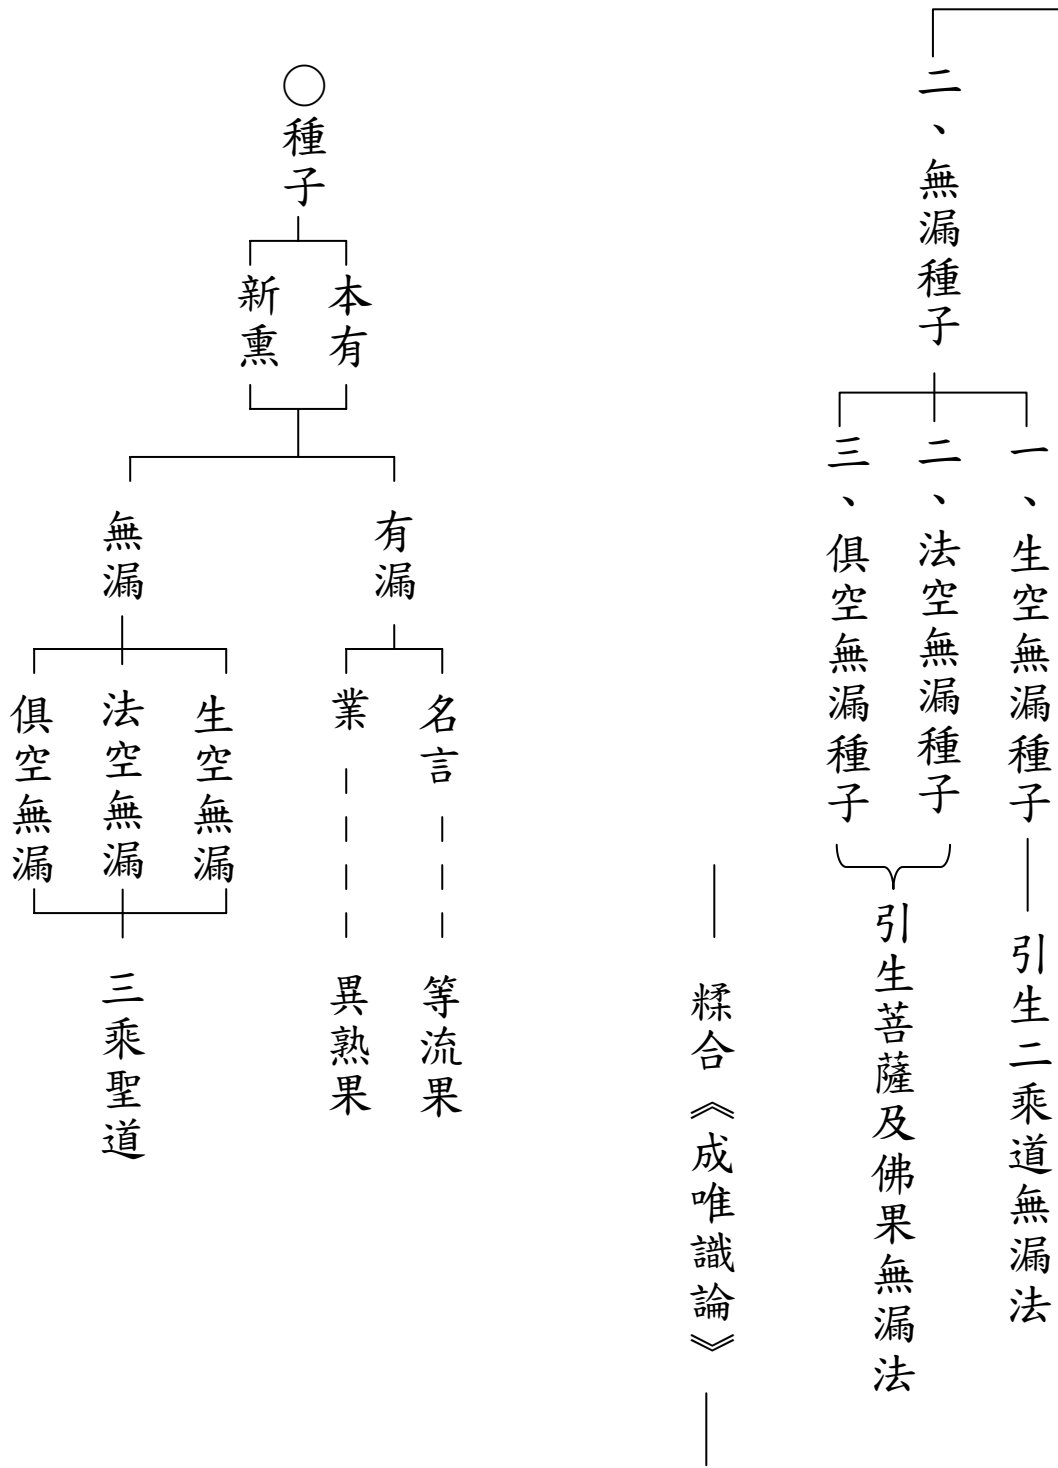 二、無漏種子
一、生空無漏種子
引生二乘道無漏法
二、法空無漏種子
三、俱空無漏種子
引生菩薩及佛果無漏法
糅合《成唯識論》
○種子
本有
新熏
有漏
名言
等流果
業
異熟果
無漏
生空無漏
法空無漏
俱空無漏
三乘聖道